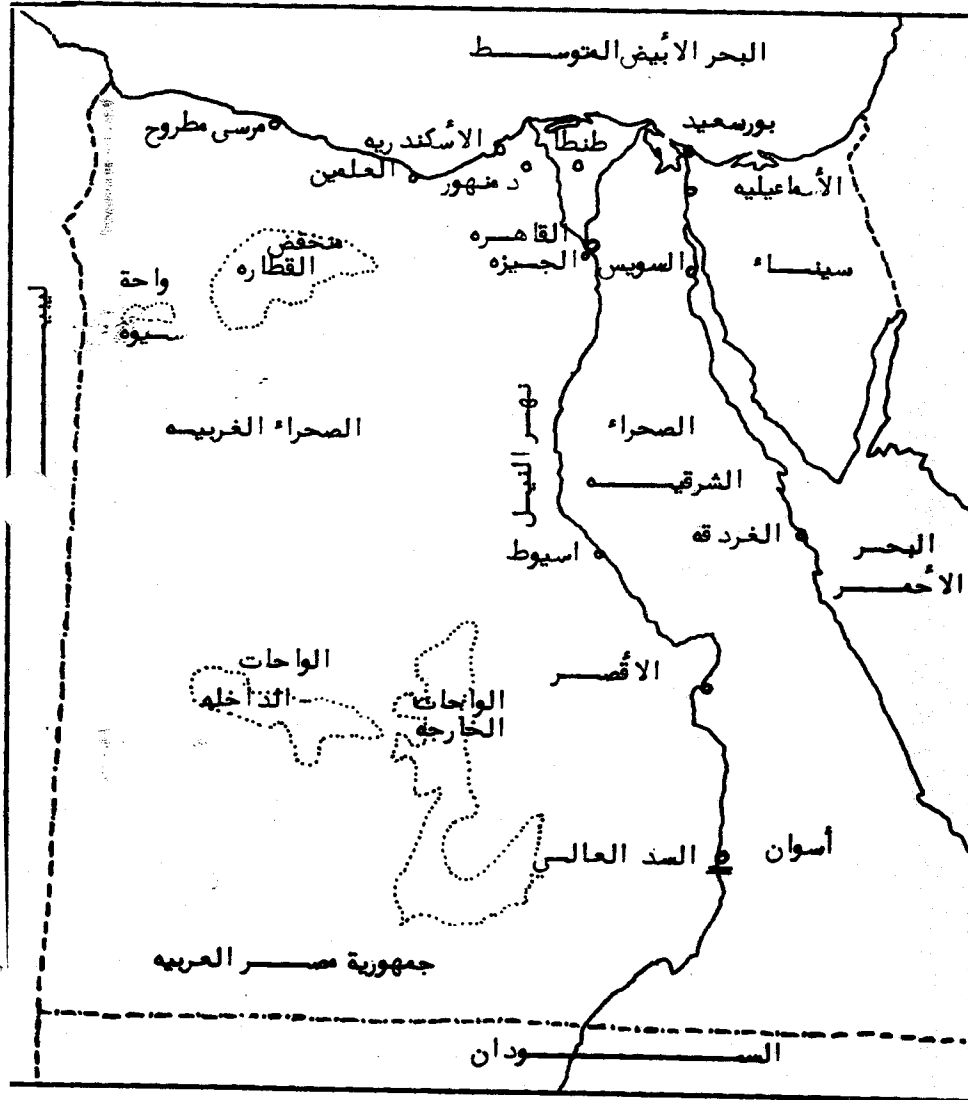 البحر الأبيض المتوسط
بورسعيد
طنطا
الأسكندريه
مرسى مطروح
العلمين
دمنهور
الأسماعيليه
القاهره
الجيزه
السويس
سيناء
منخفض
القطاره
واحة
سيوة
ليبيا
الصحراء الغربيه
نهر النيل
الصحراء
الشرقيه
الغردقه
البحر
الأحمر
اسيوط
الأقصر
الواحات
الداخله
الواحات
الخارجه
أسوان
السد العالى
جمهورية مصر العربيه
السودان